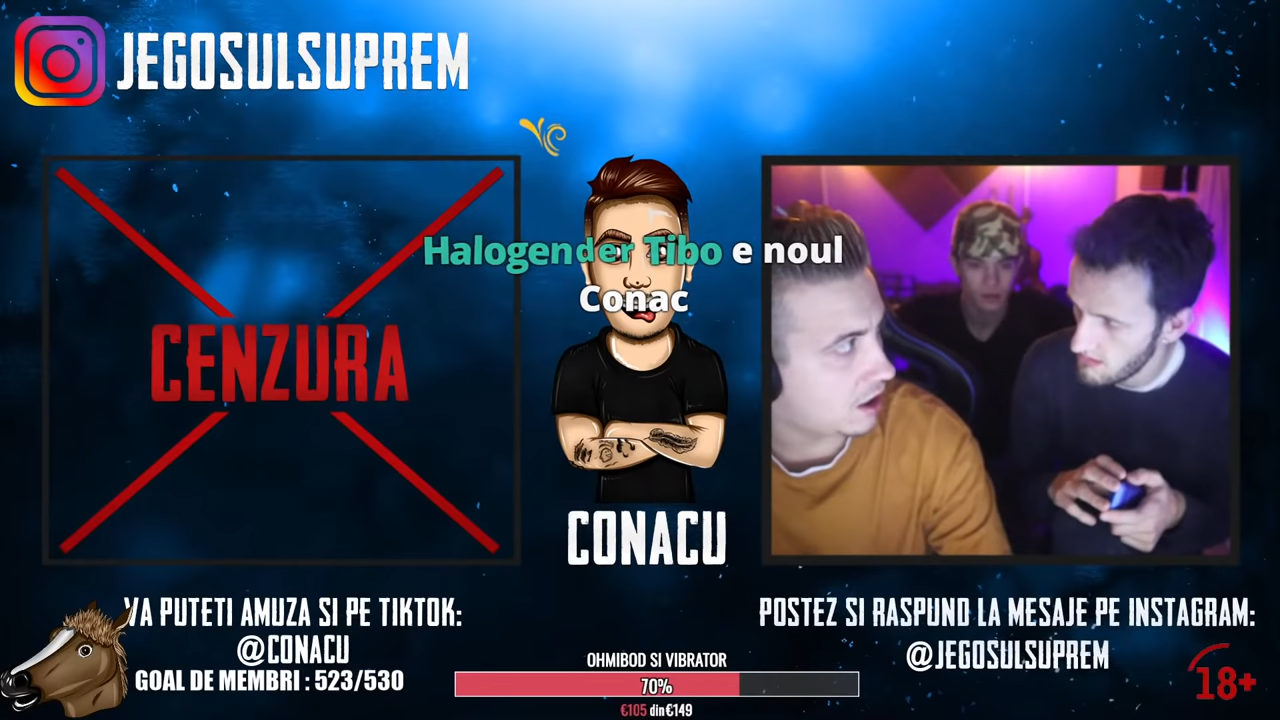 JEGOSULSUPREM
Halogender Tibo e noul
Conac
CENZURA
CONACU
VA PUTETI AMUZA SI PE TIKTOK:
@CONACU
GOAL DE MEMBRI : 523/530
OHMIBOD SI VIBRATOR
70%
€105 din €149
POSTEZ SI RASPUND LA MESAJE PE INSTAGRAM:
@JEGOSULSUPREM
18+